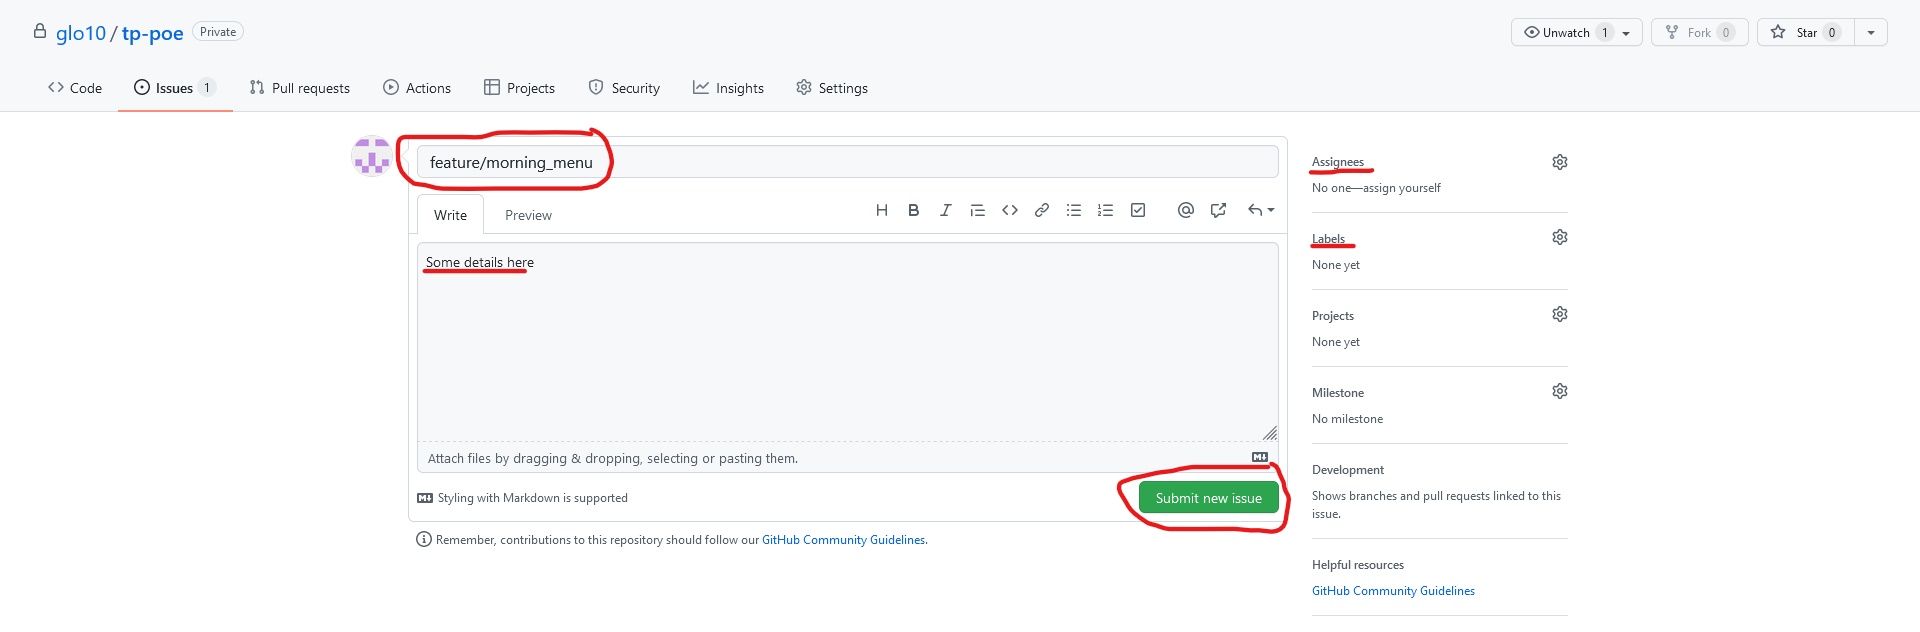 glo10 / tp-poe Private
Unwatch 1
Fork 0
Star 0
Code
Issues 1
Pull requests
Actions
Projects
Security
Insights
Settings
feature/morning_menu
Write
Preview
H B I
Some details here
Attach files by dragging & dropping, selecting or pasting them.
Styling with Markdown is supported
Submit new issue
Remember, contributions to this repository should follow our GitHub Community Guidelines.
Assignees
No one—assign yourself
Labels
None yet
Projects
None yet
Milestone
No milestone
Development
Shows branches and pull requests linked to this
issue.
Helpful resources
GitHub Community Guidelines